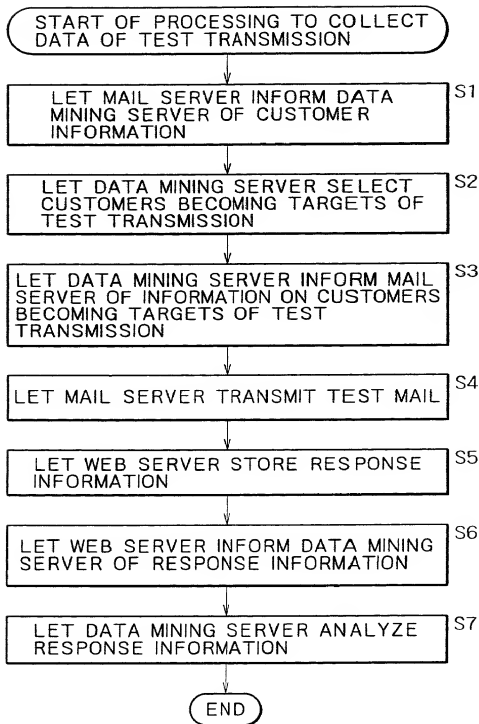 START OF PROCESSING TO COLLECT
DATA OF TEST TRANSMISSION
S1
LET MAIL SERVER INFORM DATA
MINING SERVER OF CUSTOMER
INFORMATION
S2
LET DATA MINING SERVER SELECT
CUSTOMERS BECOMING TARGETS OF
TEST TRANSMISSION
S3
LET DATA MINING SERVER INFORM MAIL
SERVER OF INFORMATION ON CUSTOMERS
BECOMING TARGETS OF TEST
TRANSMISSION
S4
LET MAIL SERVER TRANSMIT TEST MAIL
S5
LET WEB SERVER STORE RESPONSE
INFORMATION
S6
LET WEB SERVER INFORM DATA MINING
SERVER OF RESPONSE INFORMATION
S7
LET DATA MINING SERVER ANALYZE
RESPONSE INFORMATION
END